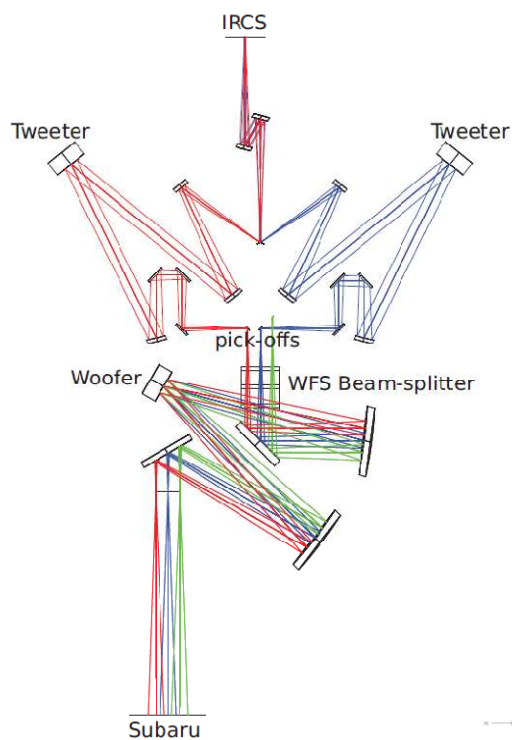 IRCS
Tweeter
Tweeter
pick-offs
Woofer
WFS Beam-splitter
Subaru